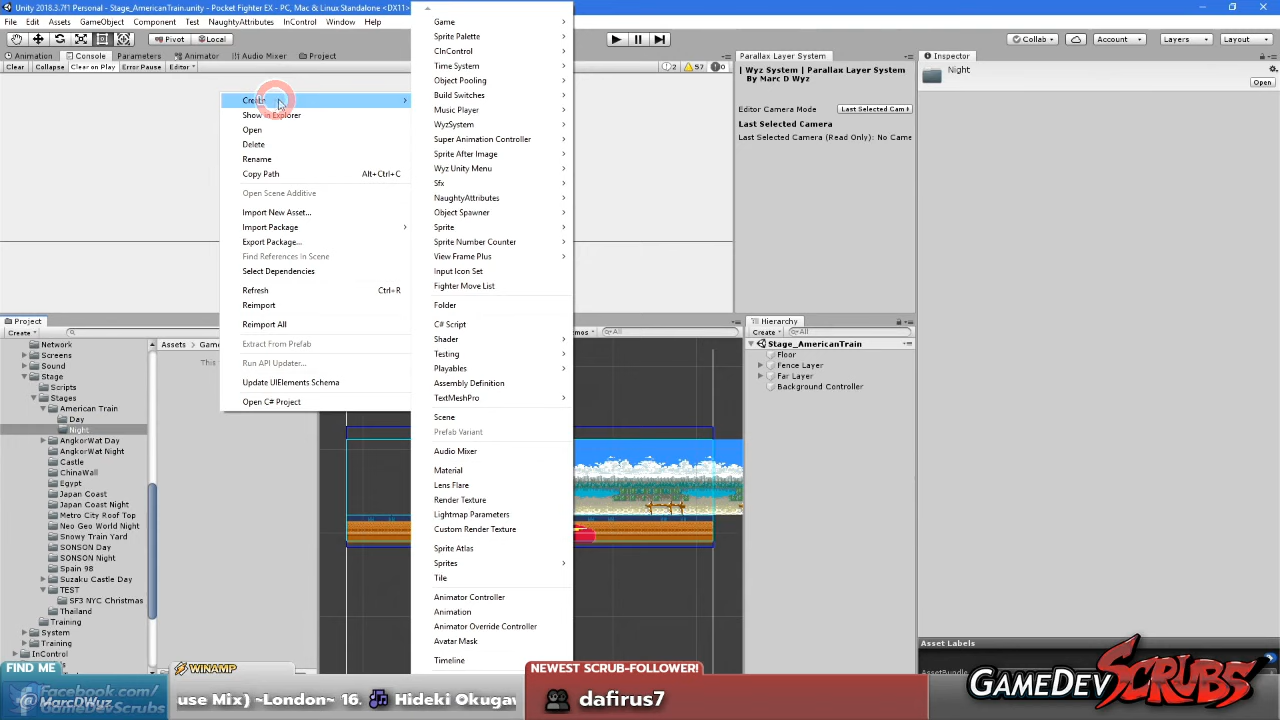 Unity 2018.3.7f1 Personal - Stage_AmericanTrain.unity - Pocket Fighter EX - PC, Mac & Linux Standalone <DX11>
File Edit Assets GameObject Component Test NaughtyAttributes InControl Window Help
Pivot Local Collab Account Layers Layout
Animation Console Parameters Animator Audio Mixer Project
Clear Collapse Clear on Play Error Pause Editor
2 57 0
Parallax Layer System
| Wyz System | Parallax Layer System
By Marc D Wyz
Editor Camera Mode Last Selected Cam
Last Selected Camera
Last Selected Camera (Read Only): No Came
Inspector
Night
Open
Create
Show in Explorer
Open
Delete
Rename
Copy Path Alt+Ctrl+C
Open Scene Additive
Import New Asset...
Import Package
Export Package...
Find References In Scene
Select Dependencies
Refresh Ctrl+R
Reimport
Reimport All
Extract From Prefab
Run API Updater...
Update UIElements Schema
Open C# Project
Game
Sprite Palette
CInControl
Time System
Object Pooling
Build Switches
Music Player
WyzSystem
Super Animation Controller
Sprite After Image
Wyz Unity Menu
Sfx
NaughtyAttributes
Object Spawner
Sprite
Sprite Number Counter
View Frame Plus
Input Icon Set
Fighter Move List
Folder
C# Script
Shader
Testing
Playables
Assembly Definition
TextMeshPro
Scene
Prefab Variant
Audio Mixer
Material
Lens Flare
Render Texture
Lightmap Parameters
Custom Render Texture
Sprite Atlas
Sprites
Tile
Animator Controller
Animation
Animator Override Controller
Avatar Mask
Timeline
Project
Create
Assets Game
This
Network
Screens
Sound
Stage
Scripts
Stages
American Train
Day
Night
AngkorWat Day
AngkorWat Night
Castle
ChinaWall
Egypt
Japan Coast
Japan Coast Night
Metro City Roof Top
Neo Geo World Night
Snowy Train Yard
SONSON Day
SONSON Night
Spain 98
Suzaku Castle Day
TEST
SF3 NYC Christmas
Thailand
Training
System
Training
InControl
zmos All
Hierarchy
Create All
Stage_AmericanTrain
Floor
Fence Layer
Far Layer
Background Controller
Asset Labels
AssetBundle
FIND ME
Facebook.com/
@MarcDWuz GameDevScrubs
WINAMP
use Mix) ~London~ 16. Hideki Okugaw
NEWEST SCRUB-FOLLOWER!
dafirus7
GAMEDEV SCRUBS